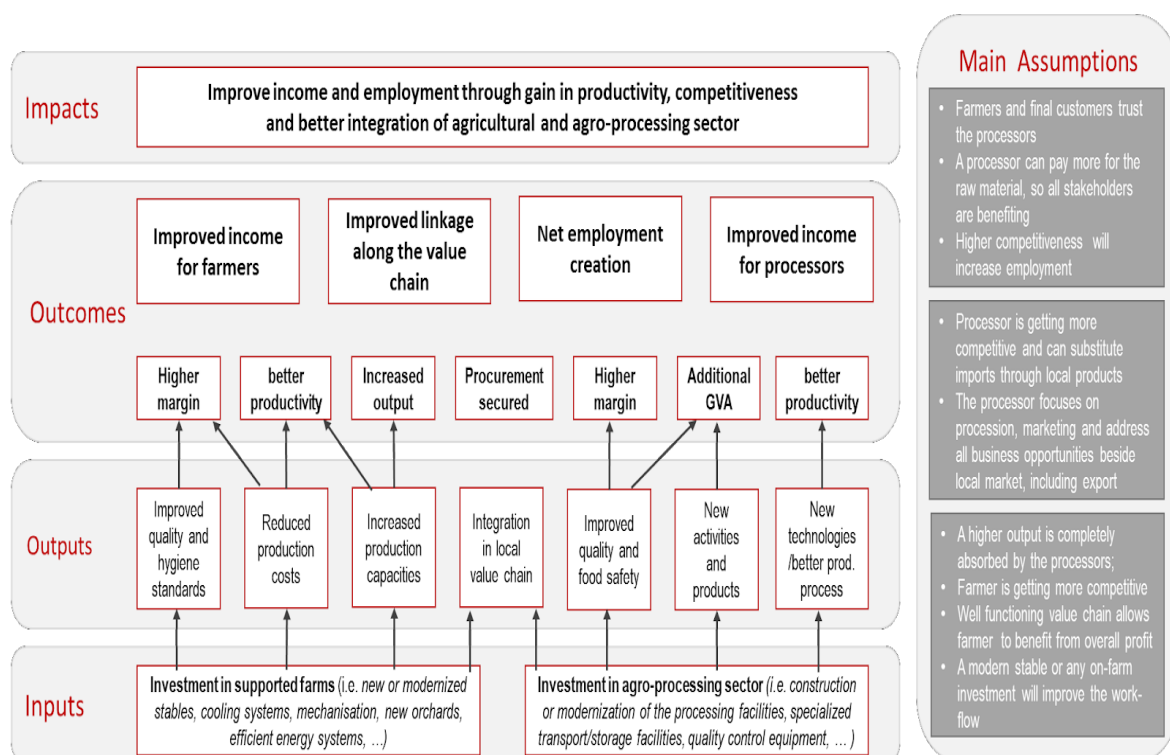 Impacts
Improve income and employment through gain in productivity, competitiveness
and better integration of agricultural and agro-processing sector
Outcomes
Improved income
for farmers
Improved linkage
along the value
chain
Net employment
creation
Improved income
for processors
Higher
margin
better
productivity
Increased
output
Procurement
secured
Higher
margin
Additional
GVA
better
productivity
Outputs
Improved
quality and
hygiene
standards
Reduced
production
costs
Increased
production
capacities
Integration
in local
value chain
Improved
quality and
food safety
New
activities
and
products
New
technologies
/better prod.
process
Inputs
Investment in supported farms (i.e. new or modernized
stables, cooling systems, mechanisation, new orchards,
efficient energy systems, ...)
Investment in agro-processing sector (i.e. construction
or modernization of the processing facilities, specialized
transport/storage facilities, quality control equipment, ... )
Main Assumptions
• Farmers and final customers trust
the processors
• A processor can pay more for the
raw material, so all stakeholders
are benefiting
• Higher competitiveness will
increase employment
• Processor is getting more
competitive and can substitute
imports through local products
• The processor focuses on
procession, marketing and address
all business opportunities beside
local market, including export
• A higher output is completely
absorbed by the processors;
• Farmer is getting more competitive
• Well functioning value chain allows
farmer to benefit from overall profit
• A modern stable or any on-farm
investment will improve the work-
flow